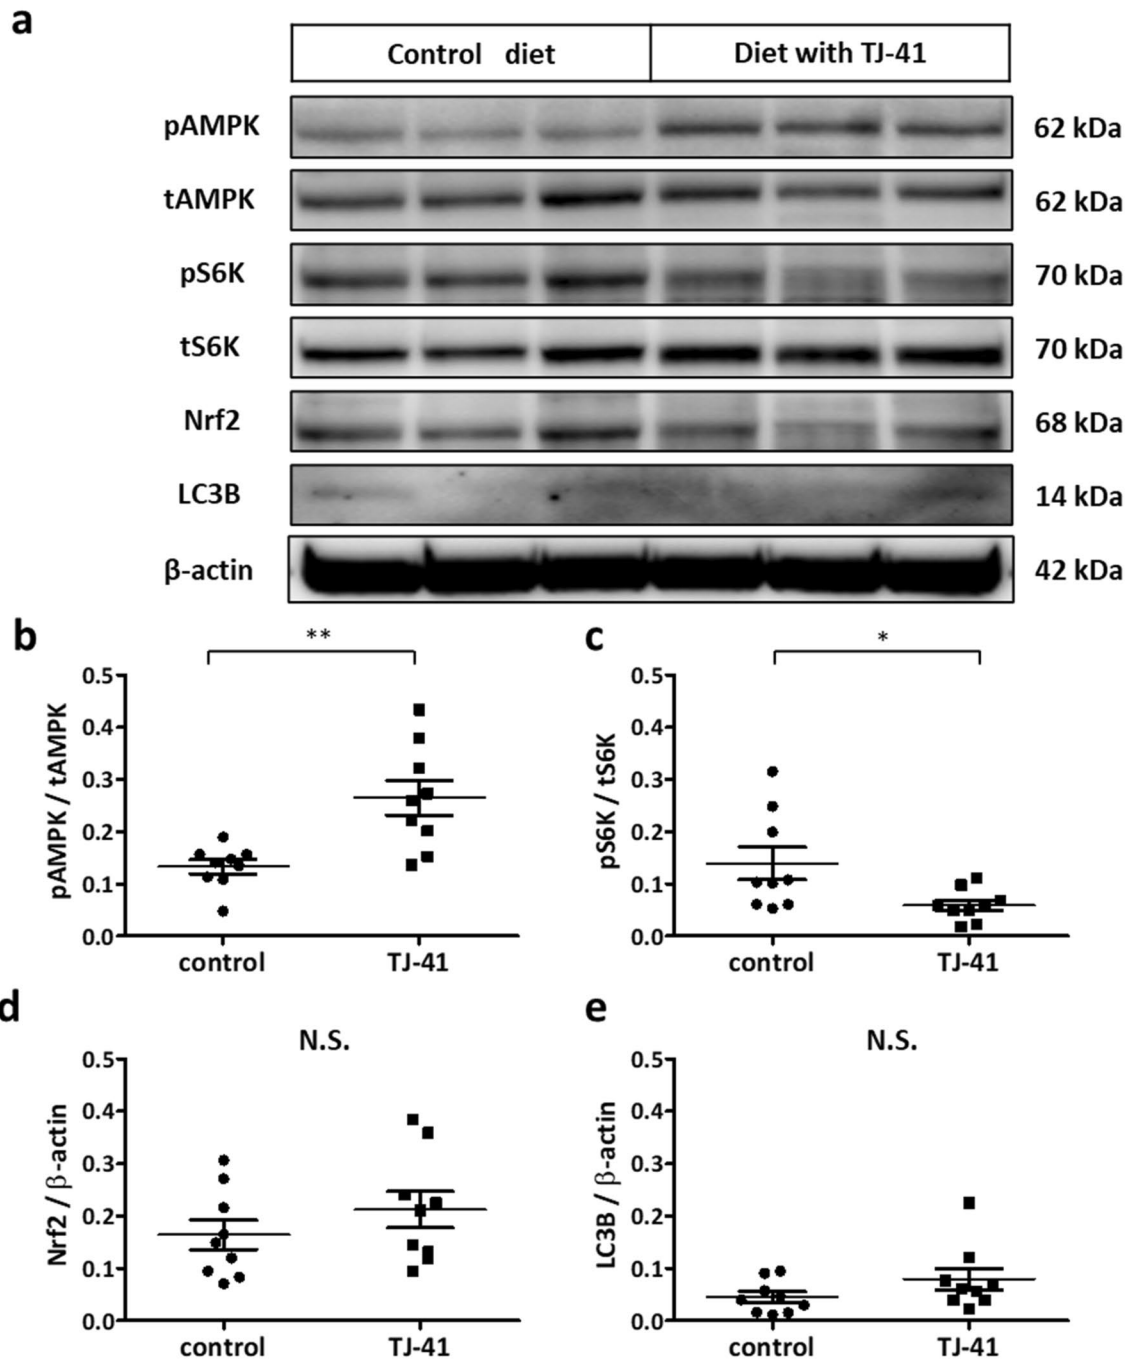 a
Control diet
Diet with TJ-41
pAMPK
62 kDa
tAMPK
62 kDa
pS6K
70 kDa
tS6K
70 kDa
Nrf2
68 kDa
LC3B
14 kDa
β-actin
42 kDa
b
**
pAMPK / tAMPK
0.5
0.4
0.3
0.2
0.1
0.0
control
TJ-41
c
*
pS6K / tS6K
0.5
0.4
0.3
0.2
0.1
0.0
control
TJ-41
d
N.S.
Nrf2 / β-actin
0.5
0.4
0.3
0.2
0.1
0.0
control
TJ-41
e
N.S.
LC3B / β-actin
0.5
0.4
0.3
0.2
0.1
0.0
control
TJ-41